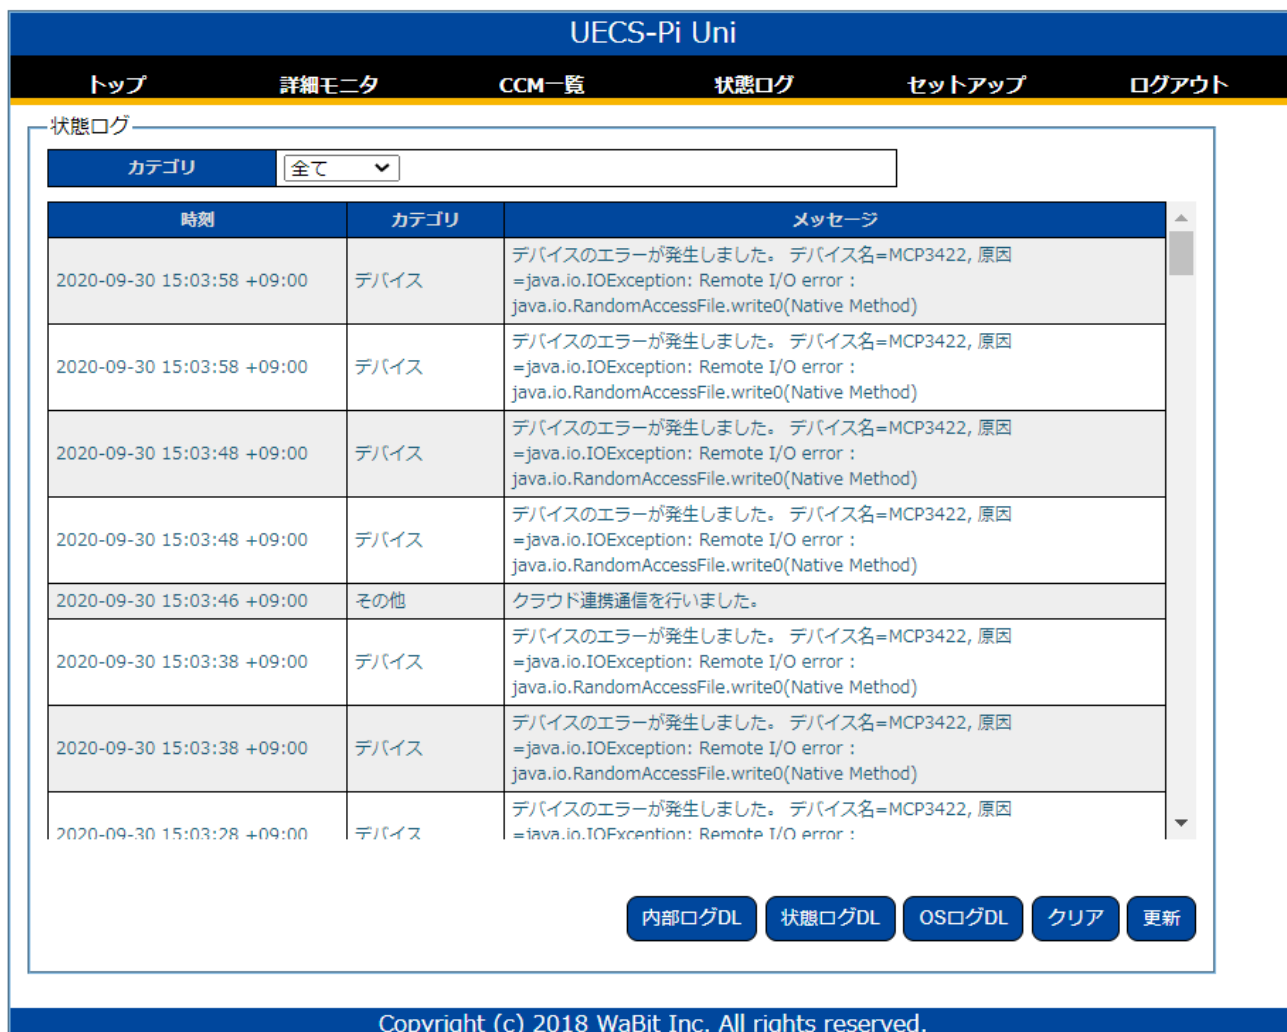 UECS-Pi Uni
トップ 詳細モニタ CCM一覧 状態ログ セットアップ ログアウト
状態ログ
カテゴリ 全て
時刻 カテゴリ メッセージ
デバイスのエラーが発生しました。 デバイス名=MCP3422, 原因
2020-09-30 15:03:58 +09:00 デバイス =java.io.IOException: Remote I/O error :
java.io.RandomAccessFile.write0(Native Method)
デバイスのエラーが発生しました。 デバイス名=MCP3422, 原因
2020-09-30 15:03:58 +09:00 デバイス =java.io.IOException: Remote I/O error :
java.io.RandomAccessFile.write0(Native Method)
デバイスのエラーが発生しました。 デバイス名=MCP3422, 原因
2020-09-30 15:03:48 +09:00 デバイス =java.io.IOException: Remote I/O error :
java.io.RandomAccessFile.write0(Native Method)
デバイスのエラーが発生しました。 デバイス名=MCP3422, 原因
2020-09-30 15:03:48 +09:00 デバイス =java.io.IOException: Remote I/O error :
java.io.RandomAccessFile.write0(Native Method)
2020-09-30 15:03:46 +09:00 その他 クラウド連携通信を行いました。
デバイスのエラーが発生しました。 デバイス名=MCP3422, 原因
2020-09-30 15:03:38 +09:00 デバイス =java.io.IOException: Remote I/O error :
java.io.RandomAccessFile.write0(Native Method)
デバイスのエラーが発生しました。 デバイス名=MCP3422, 原因
2020-09-30 15:03:38 +09:00 デバイス =java.io.IOException: Remote I/O error :
java.io.RandomAccessFile.write0(Native Method)
デバイスのエラーが発生しました。 デバイス名=MCP3422, 原因
2020-09-30 15:03:28 +09:00 デバイス =java.io.IOException: Remote I/O error :
内部ログDL 状態ログDL OSログDL クリア 更新
Copyright (c) 2018 WaBit Inc. All rights reserved.